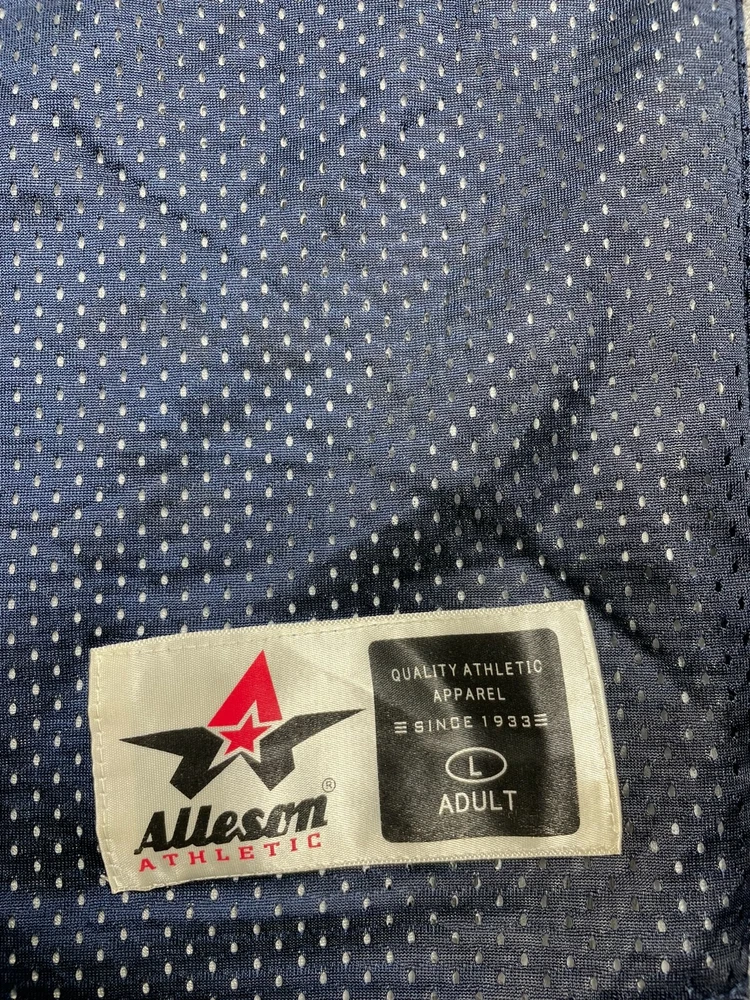 Alleson®
ATHLETIC
QUALITY ATHLETIC
APPAREL
SINCE 1933
L
ADULT